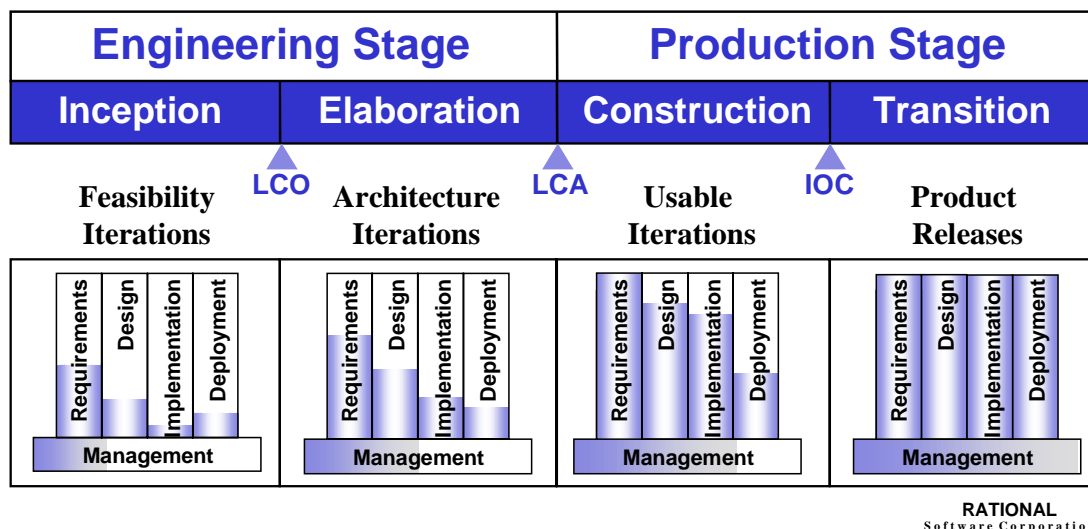 Engineering Stage Production Stage
Inception Elaboration Construction Transition
LCO LCA IOC
Feasibility Architecture Usable Product
Iterations Iterations Iterations Releases
Requirements Design Implementation Deployment Requirements Design Implementation Deployment Requirements Design Implementation Deployment Requirements Design Implementation Deployment
Management Management Management Management
RATIONAL
Software